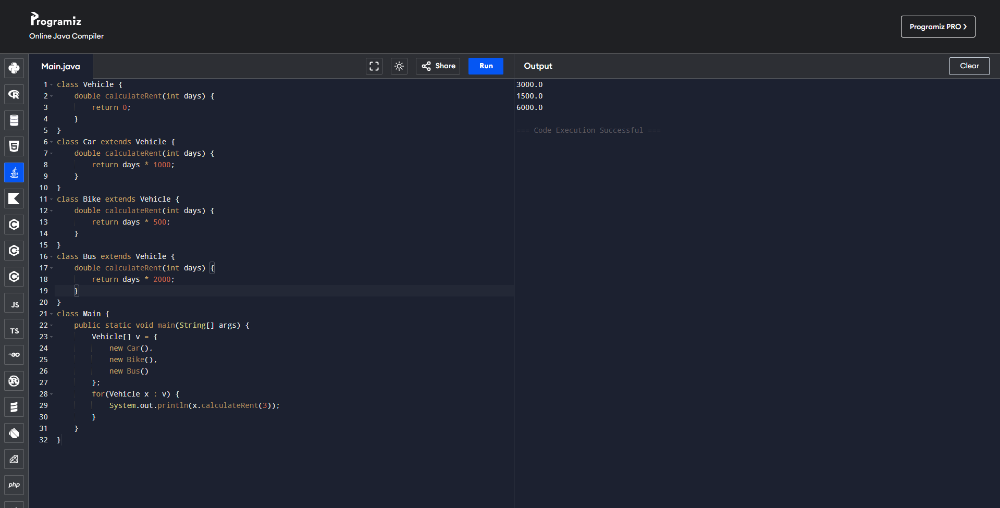 Programiz
Online Java Compiler
Programiz PRO ❯
Main.java
Share
Run
Output
Clear
1 class Vehicle {
2     double calculateRent(int days) {
3         return 0;
4     }
5 }
6 class Car extends Vehicle {
7     double calculateRent(int days) {
8         return days * 1000;
9     }
10 }
11 class Bike extends Vehicle {
12     double calculateRent(int days) {
13         return days * 500;
14     }
15 }
16 class Bus extends Vehicle {
17     double calculateRent(int days) {
18         return days * 2000;
19     }
20 }
21 class Main {
22     public static void main(String[] args) {
23         Vehicle[] v = {
24             new Car(),
25             new Bike(),
26             new Bus()
27         };
28         for(Vehicle x : v) {
29             System.out.println(x.calculateRent(3));
30         }
31     }
32 }
3000.0
1500.0
6000.0
=== Code Execution Successful ===
JS
TS
GO
php